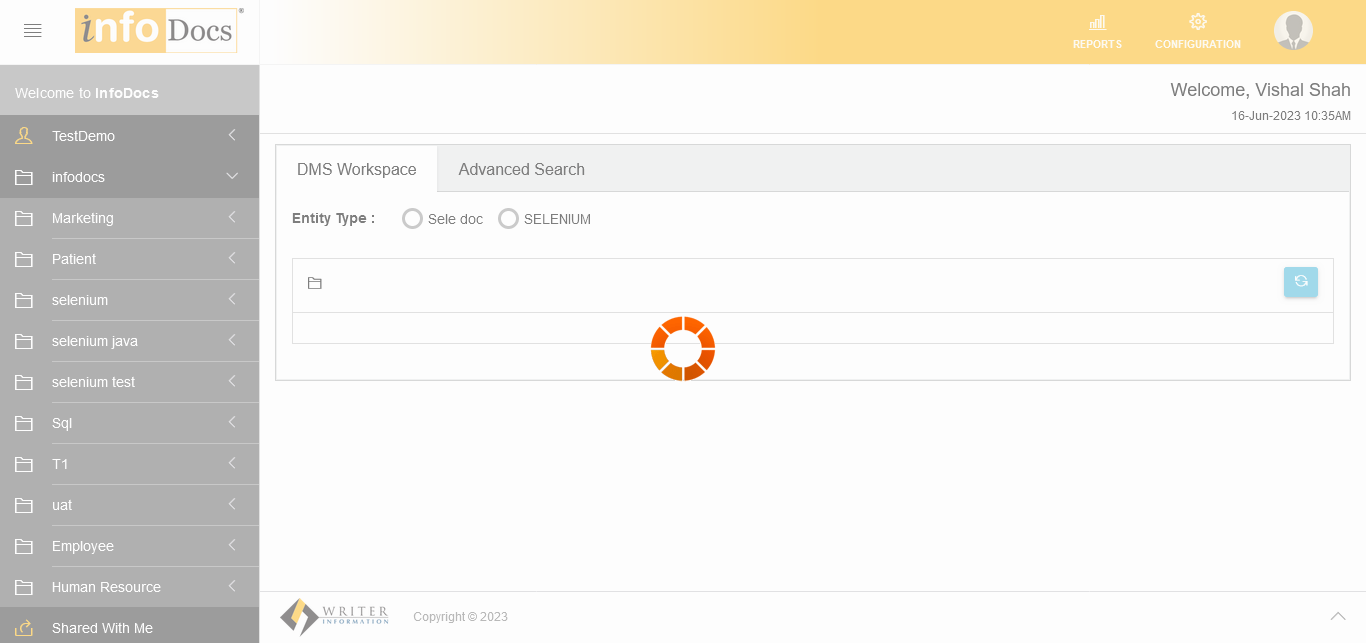 info Docs ®
REPORTS
CONFIGURATION
Welcome to InfoDocs
Welcome, Vishal Shah
16-Jun-2023 10:35AM
TestDemo
infodocs
Marketing
Patient
selenium
selenium java
selenium test
Sql
T1
uat
Employee
Human Resource
Shared With Me
DMS Workspace
Advanced Search
Entity Type :
Sele doc
SELENIUM
WRITER
INFORMATION
Copyright © 2023